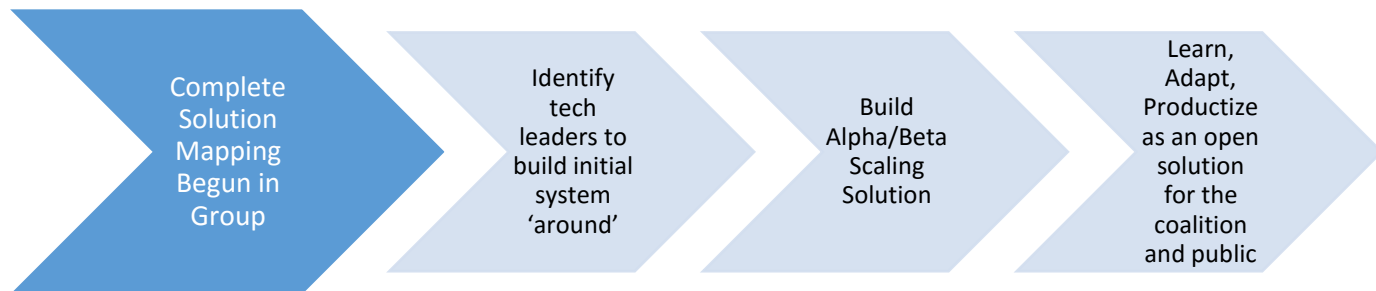 Complete
Solution
Mapping
Begun in
Group
Identify
tech
leaders to
build initial
system
‘around’
Build
Alpha/Beta
Scaling
Solution
Learn,
Adapt,
Productize
as an open
solution
for the
coalition
and public